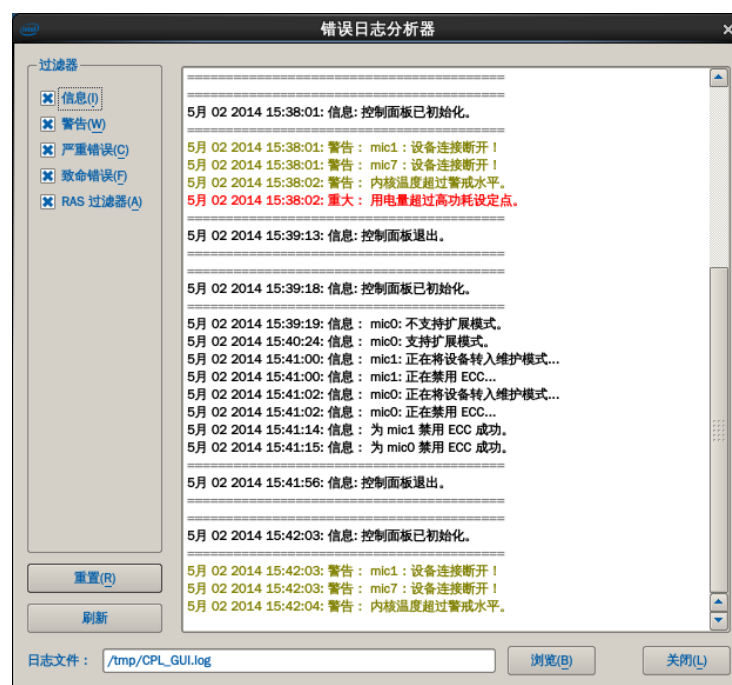 intel
错误日志分析器
过滤器
信息(I)
警告(W)
严重错误(C)
致命错误(F)
RAS 过滤器(A)
重置(R)
刷新
=========================================
=========================================
5月 02 2014 15:38:01: 信息: 控制面板已初始化。
=========================================
5月 02 2014 15:38:01: 警告： mic1：设备连接断开！
5月 02 2014 15:38:01: 警告： mic7：设备连接断开！
5月 02 2014 15:38:02: 警告： 内核温度超过警戒水平。
5月 02 2014 15:38:02: 重大： 用电量超过高功耗设定点。
=========================================
5月 02 2014 15:39:13: 信息: 控制面板退出。
=========================================
=========================================
5月 02 2014 15:39:18: 信息: 控制面板已初始化。
=========================================
5月 02 2014 15:39:19: 信息： mic0: 不支持扩展模式。
5月 02 2014 15:40:24: 信息： mic0: 支持扩展模式。
5月 02 2014 15:41:00: 信息： mic1: 正在将设备转入维护模式...
5月 02 2014 15:41:00: 信息： mic1: 正在禁用 ECC...
5月 02 2014 15:41:02: 信息： mic0: 正在将设备转入维护模式...
5月 02 2014 15:41:02: 信息： mic0: 正在禁用 ECC...
5月 02 2014 15:41:14: 信息： 为 mic1 禁用 ECC 成功。
5月 02 2014 15:41:15: 信息： 为 mic0 禁用 ECC 成功。
=========================================
5月 02 2014 15:41:56: 信息: 控制面板退出。
=========================================
=========================================
5月 02 2014 15:42:03: 信息: 控制面板已初始化。
=========================================
5月 02 2014 15:42:03: 警告： mic1：设备连接断开！
5月 02 2014 15:42:03: 警告： mic7：设备连接断开！
5月 02 2014 15:42:04: 警告： 内核温度超过警戒水平。
日志文件： /tmp/CPL_GUI.log 浏览(B) 关闭(L)